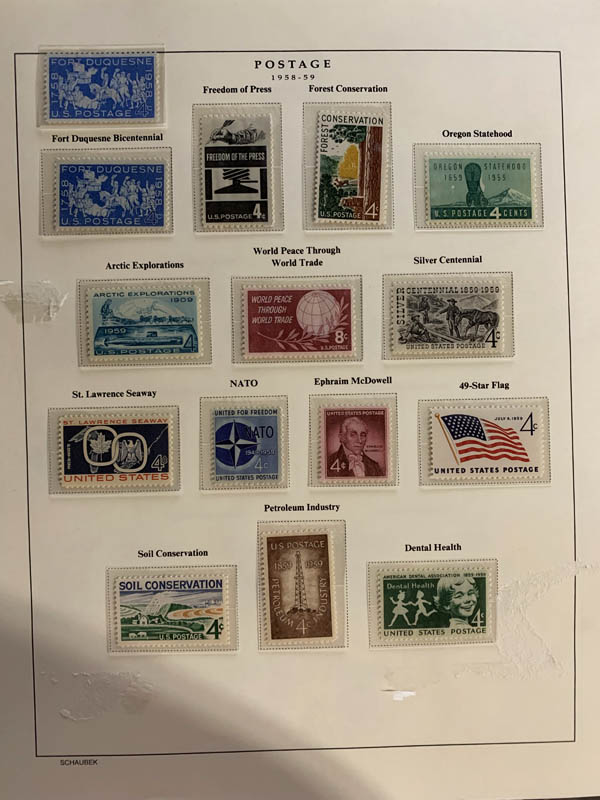 POSTAGE
1958-59
FORT DUQUESNE
1758
1958
U.S. POSTAGE
Fort Duquesne Bicentennial
FORT DUQUESNE
1758
1958
U.S. POSTAGE
Freedom of Press
FREEDOM OF THE PRESS
U.S. POSTAGE 4¢
Forest Conservation
FOREST CONSERVATION
U.S. POSTAGE 4¢
Oregon Statehood
OREGON STATEHOOD
1859 1959
U.S. POSTAGE 4 CENTS
Arctic Explorations
ARCTIC EXPLORATIONS
1909
1959
4¢
U.S. POSTAGE
World Peace Through
World Trade
WORLD PEACE
THROUGH
WORLD TRADE
8¢
UNITED STATES POSTAGE
Silver Centennial
SILVER CENTENNIAL 1859-1959
4¢
UNITED STATES POSTAGE
St. Lawrence Seaway
ST. LAWRENCE SEAWAY
4¢
UNITED STATES
NATO
UNITED FOR FREEDOM
NATO
1949-1959
4¢
UNITED STATES POSTAGE
Ephraim McDowell
UNITED STATES POSTAGE
4¢
49-Star Flag
JULY 4, 1959
4¢
UNITED STATES POSTAGE
Soil Conservation
SOIL CONSERVATION
4¢
U.S. POSTAGE
Petroleum Industry
U.S. POSTAGE
1859 1959
PETROLEUM INDUSTRY
4¢
Dental Health
AMERICAN DENTAL ASSOCIATION 1859-1959
Dental Health
4¢
UNITED STATES POSTAGE
SCHAUBEK